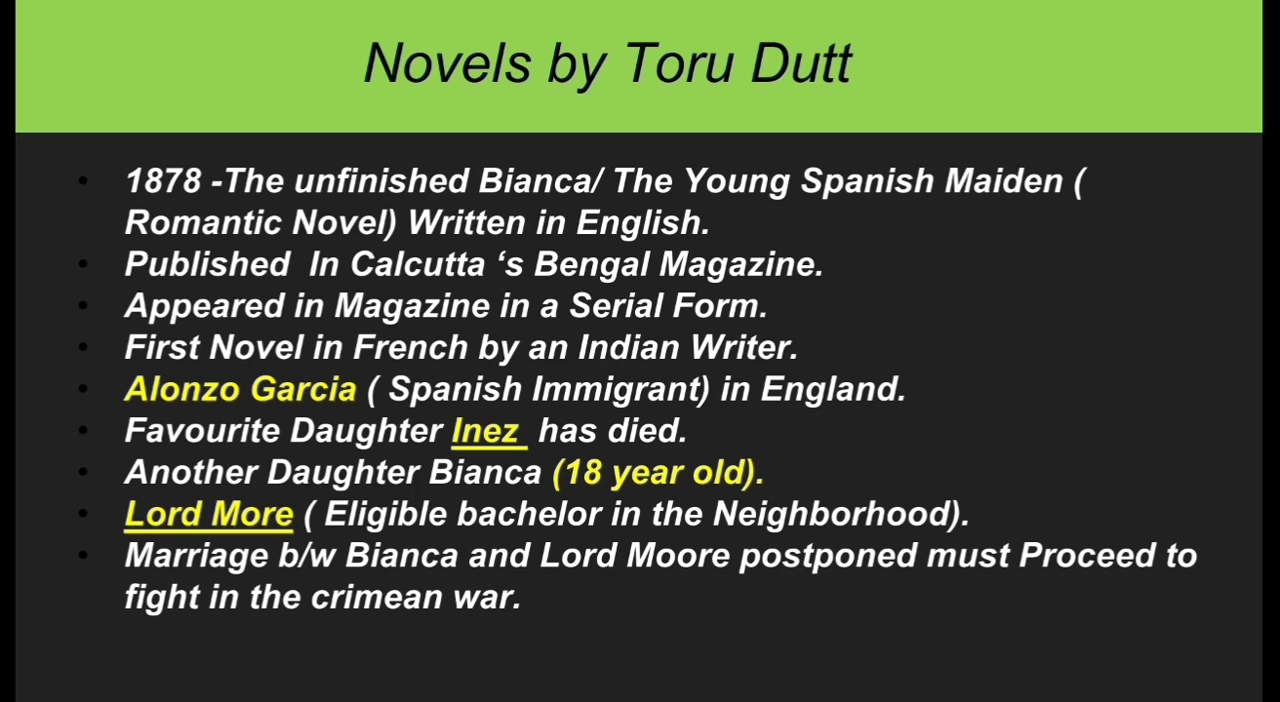 Novels by Toru Dutt
• 1878 -The unfinished Bianca/ The Young Spanish Maiden (
Romantic Novel) Written in English.
• Published  In Calcutta ‘s Bengal Magazine.
• Appeared in Magazine in a Serial Form.
• First Novel in French by an Indian Writer.
• Alonzo Garcia ( Spanish Immigrant) in England.
• Favourite Daughter Inez  has died.
• Another Daughter Bianca (18 year old).
• Lord More ( Eligible bachelor in the Neighborhood).
• Marriage b/w Bianca and Lord Moore postponed must Proceed to
fight in the crimean war.